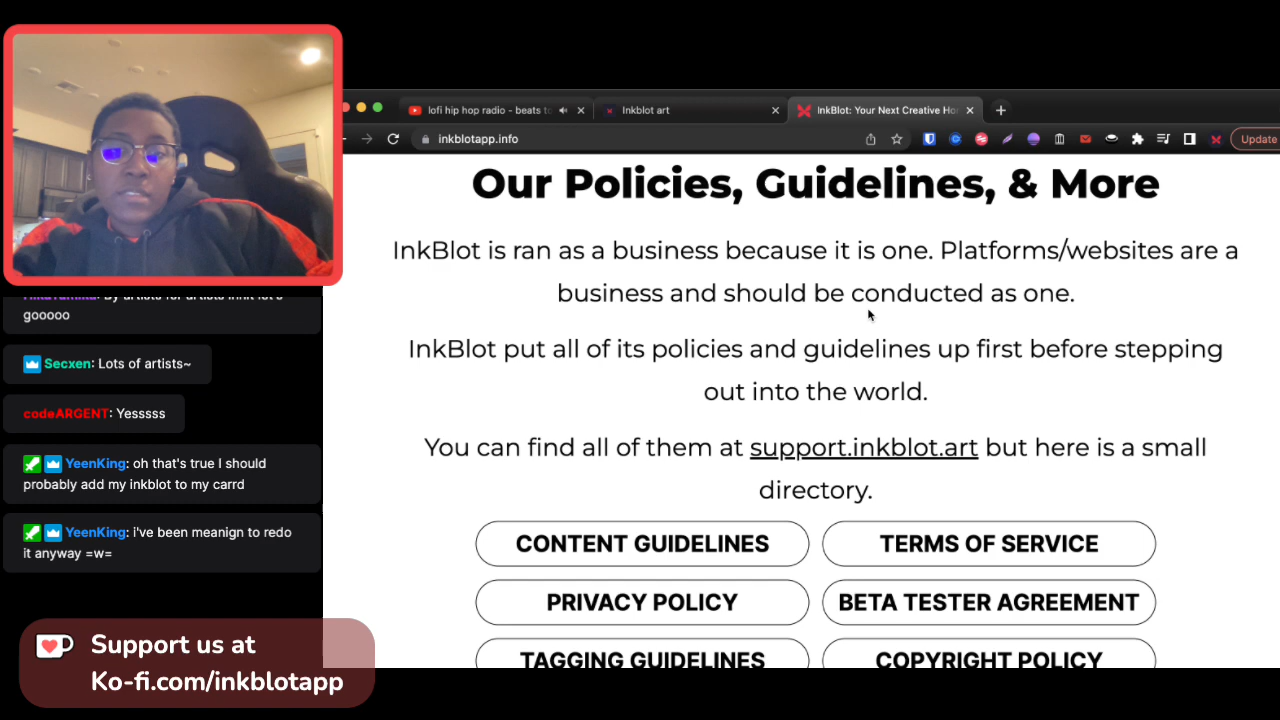 lofi hip hop radio - beats to
Inkblot art
InkBlot: Your Next Creative Ho
inkblotapp.info
Update
Our Policies, Guidelines, & More
InkBlot is ran as a business because it is one. Platforms/websites are a
business and should be conducted as one.
InkBlot put all of its policies and guidelines up first before stepping
out into the world.
You can find all of them at support.inkblot.art but here is a small
directory.
CONTENT GUIDELINES
TERMS OF SERVICE
PRIVACY POLICY
BETA TESTER AGREEMENT
TAGGING GUIDELINES
COPYRIGHT POLICY
gooooo
Secxen: Lots of artists~
codeARGENT: Yesssss
YeenKing: oh that's true I should
probably add my inkblot to my carrd
YeenKing: i've been meanign to redo
it anyway =w=
Support us at
Ko-fi.com/inkblotapp